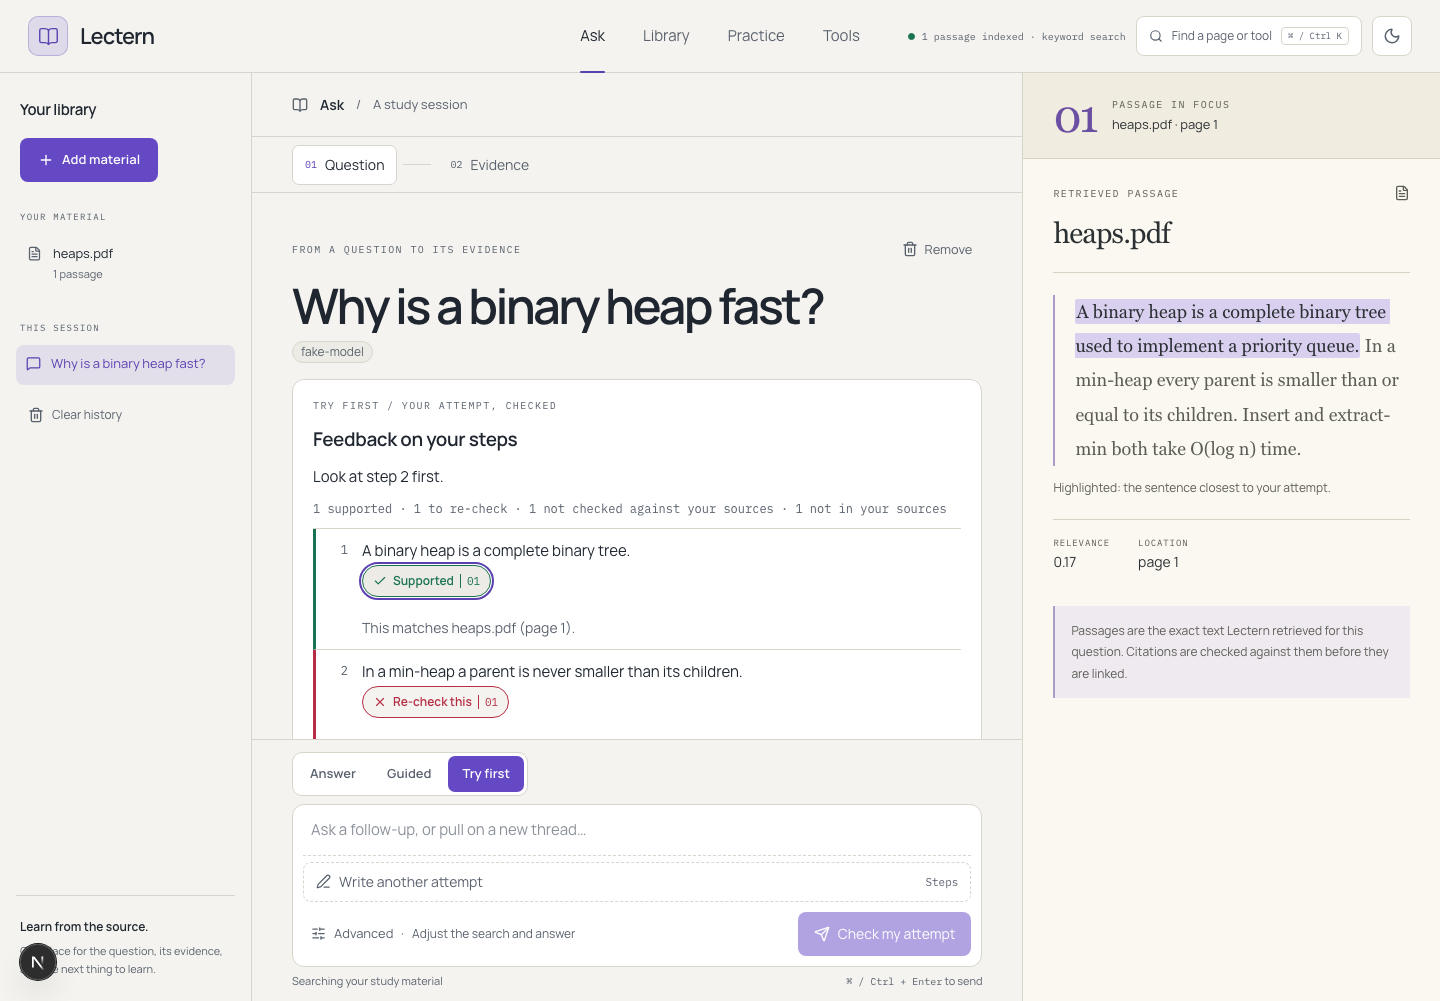 Lectern
Ask
Library
Practice
Tools
1 passage indexed · keyword search
Find a page or tool
⌘ / Ctrl K
Your library
Add material
YOUR MATERIAL
heaps.pdf
1 passage
THIS SESSION
Why is a binary heap fast?
Clear history
Learn from the source.
ace for the question, its evidence,
next thing to learn.
N
Ask / A study session
01 Question
02 Evidence
FROM A QUESTION TO ITS EVIDENCE
Remove
Why is a binary heap fast?
fake-model
TRY FIRST / YOUR ATTEMPT, CHECKED
Feedback on your steps
Look at step 2 first.
1 supported · 1 to re-check · 1 not checked against your sources · 1 not in your sources
1 A binary heap is a complete binary tree.
Supported | 01
This matches heaps.pdf (page 1).
2 In a min-heap a parent is never smaller than its children.
Re-check this | 01
Answer
Guided
Try first
Ask a follow-up, or pull on a new thread…
Write another attempt
Steps
Advanced · Adjust the search and answer
Check my attempt
Searching your study material
⌘ / Ctrl + Enter to send
01
PASSAGE IN FOCUS
heaps.pdf · page 1
RETRIEVED PASSAGE
heaps.pdf
A binary heap is a complete binary tree
used to implement a priority queue. In a
min-heap every parent is smaller than or
equal to its children. Insert and extract-
min both take O(log n) time.
Highlighted: the sentence closest to your attempt.
RELEVANCE
0.17
LOCATION
page 1
Passages are the exact text Lectern retrieved for this
question. Citations are checked against them before they
are linked.